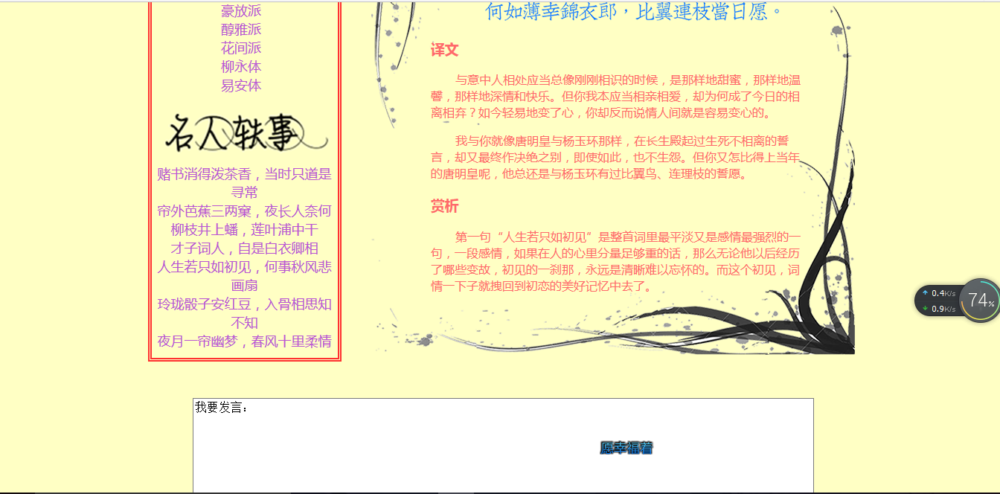 豪放派
醇雅派
花间派
柳永体
易安体
名人轶事
赌书消得泼茶香，当时只道是
寻常
帘外芭蕉三两窠，夜长人奈何
柳枝井上蟠，莲叶浦中干
才子词人，自是白衣卿相
人生若只如初见，何事秋风悲
画扇
玲珑骰子安红豆，入骨相思知
不知
夜月一帘幽梦，春风十里柔情
何如薄幸錦衣郎，比翼連枝當日愿。
译文
与意中人相处应当总像刚刚相识的时候，是那样地甜蜜，那样地温
馨，那样地深情和快乐。但你我本应当相亲相爱，却为何成了今日的相
离相弃？如今轻易地变了心，你却反而说情人间就是容易变心的。
我与你就像唐明皇与杨玉环那样，在长生殿起过生死不相离的誓
言，却又最终作决绝之别，即使如此，也不生怨。但你又怎比得上当年
的唐明皇呢，他总还是与杨玉环有过比翼鸟、连理枝的誓愿。
赏析
第一句“人生若只如初见”是整首词里最平淡又是感情最强烈的一
句，一段感情，如果在人的心里分量足够重的话，那么无论他以后经历
了哪些变故，初见的一刹那，永远是清晰难以忘怀的。而这个初见，词
情一下子就拽回到初恋的美好记忆中去了。
0.4K/s
0.9K/s
74%
我要发言：
愿幸福着